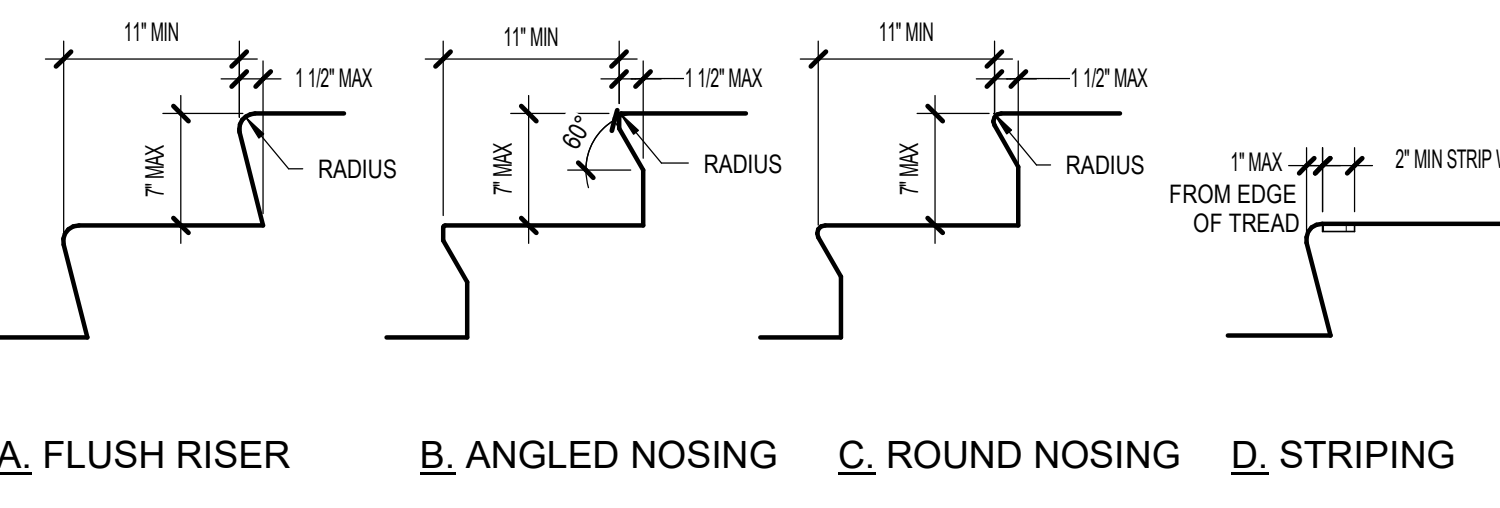 11" MIN
1 1/2" MAX
7" MAX
RADIUS
A. FLUSH RISER
11" MIN
1 1/2" MAX
60°
7" MAX
RADIUS
B. ANGLED NOSING
11" MIN
1 1/2" MAX
7" MAX
RADIUS
C. ROUND NOSING
1" MAX
FROM EDGE
OF TREAD
2" MIN STRIP
D. STRIPING